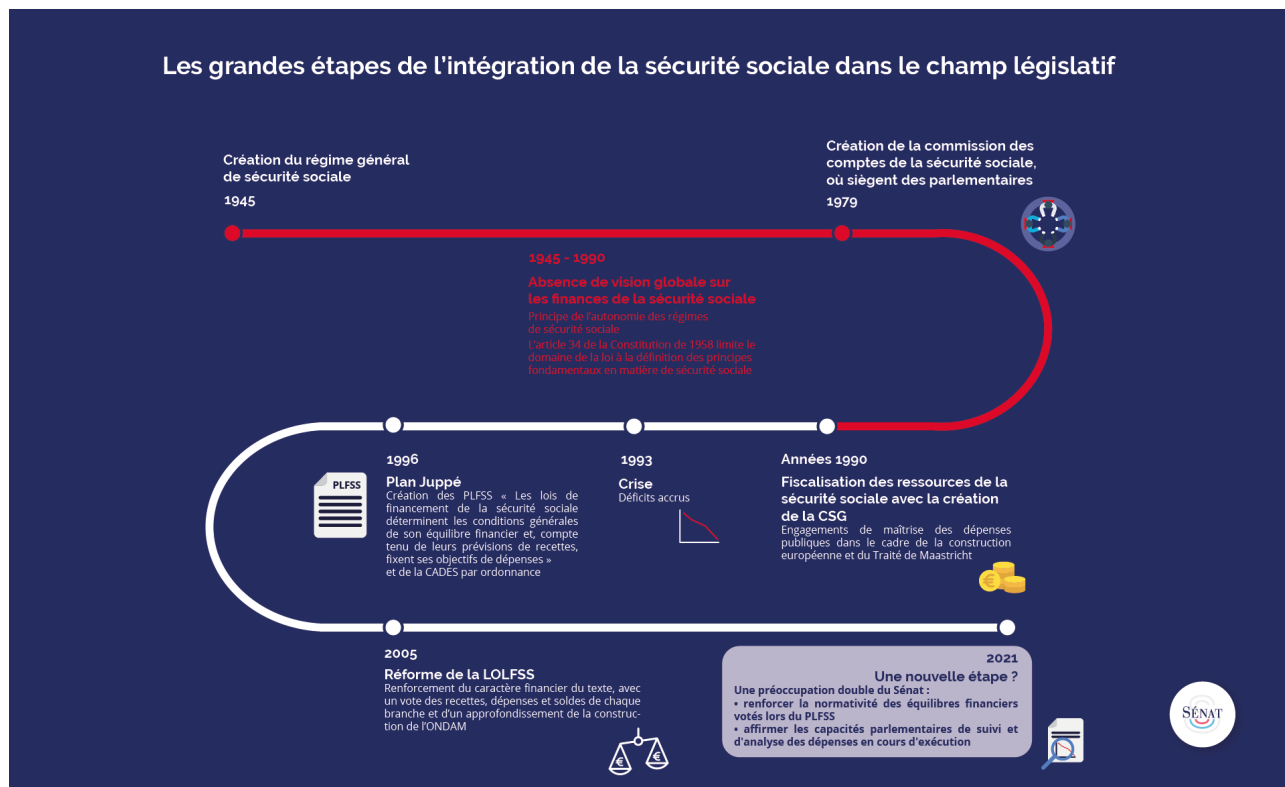 Les grandes étapes de l'intégration de la sécurité sociale dans le champ législatif
Création du régime général
de sécurité sociale
1945
Création de la commission des
comptes de la sécurité sociale,
où siègent des parlementaires
1979
1945 - 1990
Absence de vision globale sur
les finances de la sécurité sociale
Principe de l'autonomie des régimes
de sécurité sociale
L'article 34 de la Constitution de 1958 limite le
domaine de la loi à la définition des principes
fondamentaux en matière de sécurité sociale
Années 1990
Fiscalisation des ressources de la
sécurité sociale avec la création
de la CSG
Engagements de maîtrise des dépenses
publiques dans le cadre de la construction
européenne et du Traité de Maastricht
€
1993
Crise
Déficits accrus
PLFSS
1996
Plan Juppé
Création des PLFSS « Les lois de
financement de la sécurité sociale
déterminent les conditions générales
de son équilibre financier et, compte
tenu de leurs prévisions de recettes,
fixent ses objectifs de dépenses »
et de la CADES par ordonnance
2005
Réforme de la LOLFSS
Renforcement du caractère financier du texte, avec
un vote des recettes, dépenses et soldes de chaque
branche et d'un approfondissement de la construc-
tion de l'ONDAM
€ €
2021
Une nouvelle étape ?
Une préoccupation double du Sénat :
• renforcer la normativité des équilibres financiers
votés lors du PLFSS
• affirmer les capacités parlementaires de suivi et
d'analyse des dépenses en cours d'exécution
SÉNAT